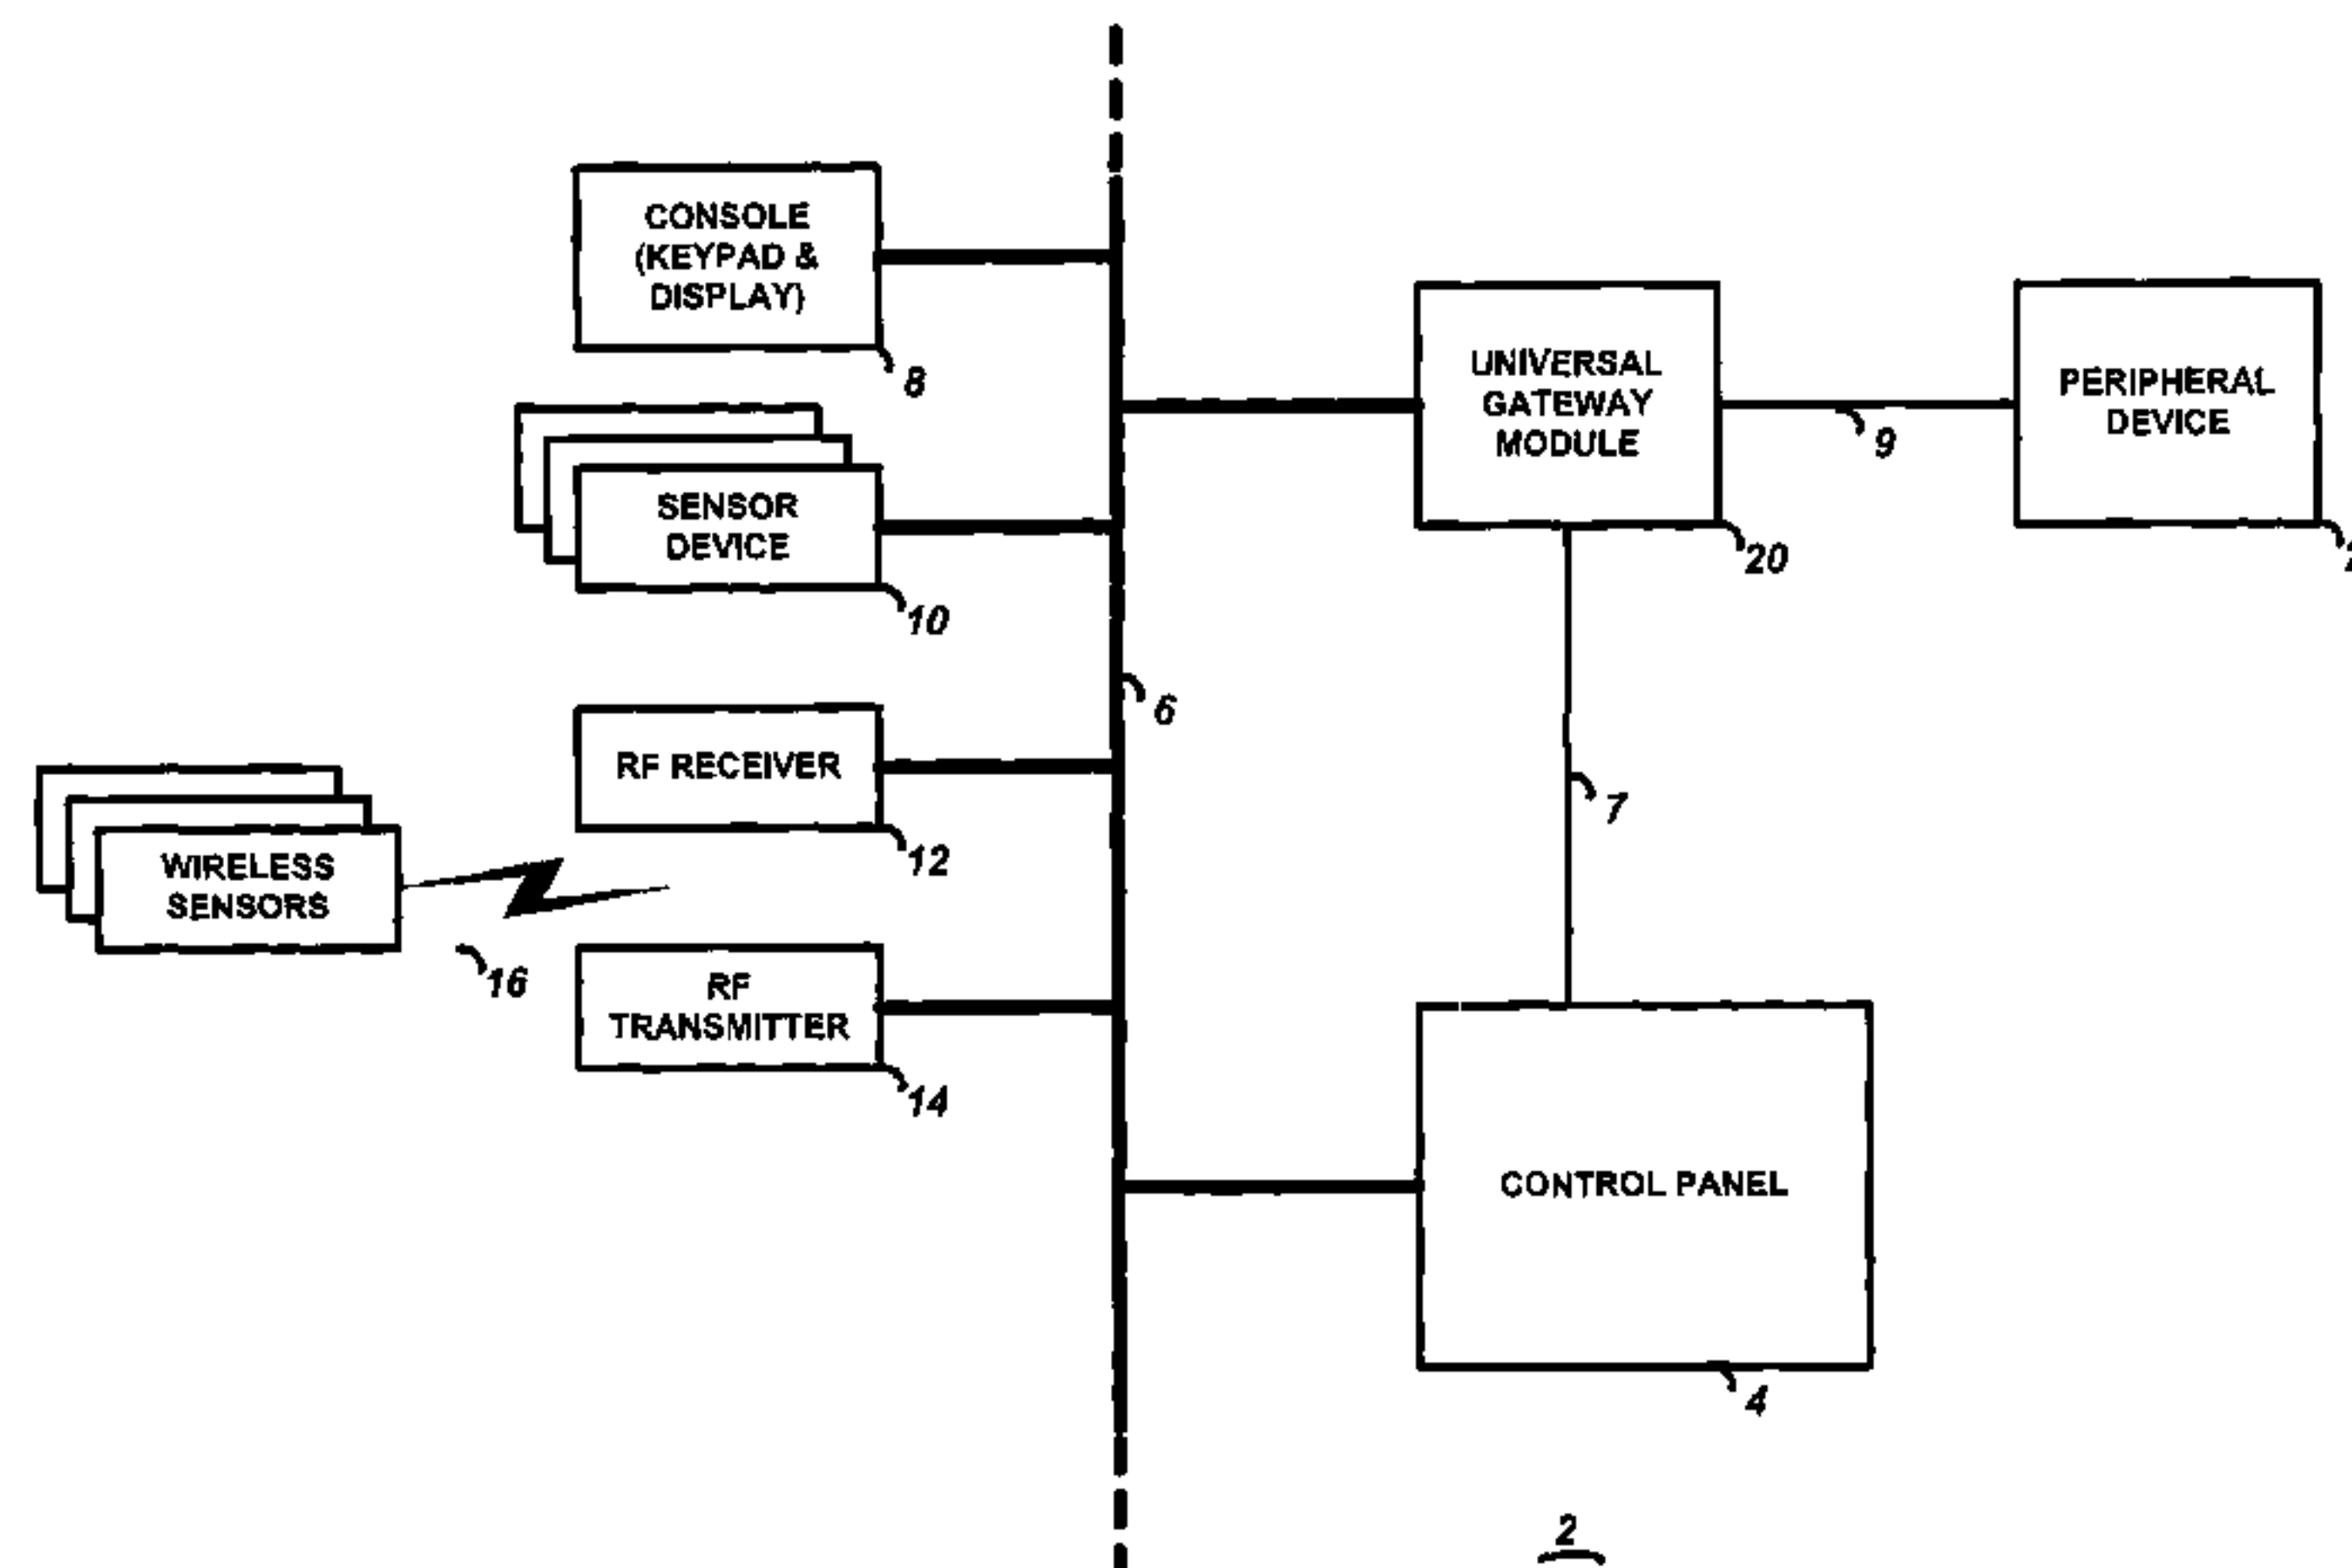 CONSOLE
(KEYPAD &
DISPLAY)
8
SENSOR
DEVICE
10
RF RECEIVER
12
WIRELESS
SENSORS
16
RF
TRANSMITTER
14
6
UNIVERSAL
GATEWAY
MODULE
20
9
PERIPHERAL
DEVICE
7
CONTROL PANEL
4
2